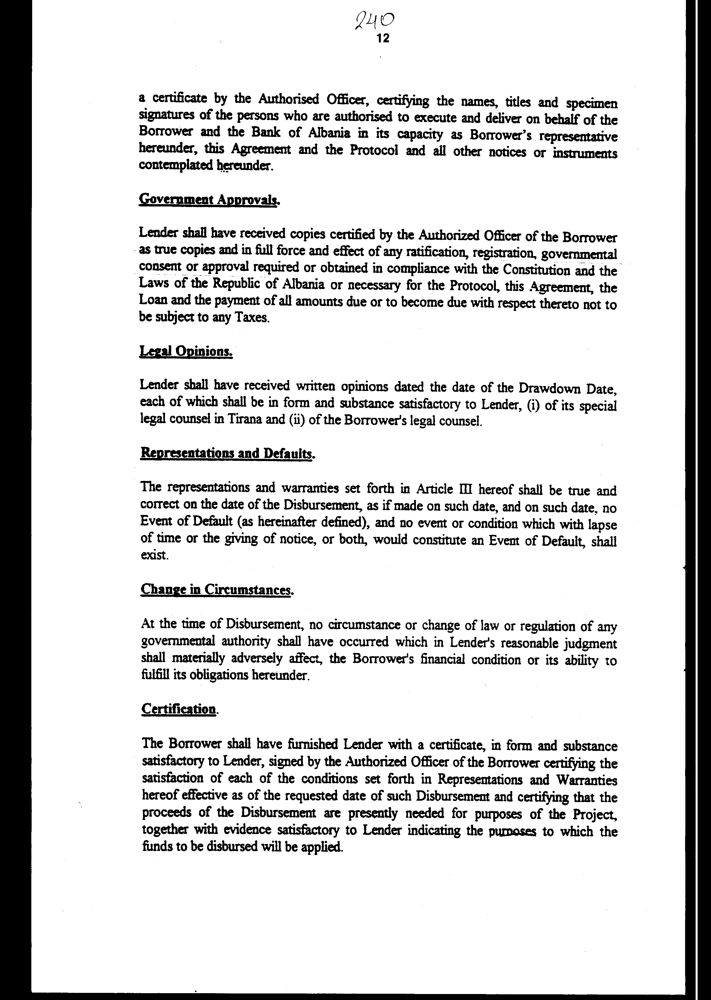 240
12
a certificate by the Authorised Officer, certifying the names, titles and specimen
signatures of the persons who are authorised to execute and deliver on behalf of the
Borrower and the Bank of Albania in its capacity as Borrower's representative
hereunder, this Agreement and the Protocol and all other notices or instruments
contemplated hereunder.
Government Approvals.
Lender shall have received copies certified by the Authorized Officer of the Borrower
as true copies and in full force and effect of any ratification, registration, governmental
consent or approval required or obtained in compliance with the Constitution and the
Laws of the Republic of Albania or necessary for the Protocol, this Agreement, the
Loan and the payment of all amounts due or to become due with respect thereto not to
be subject to any Taxes.
Legal Opinions.
Lender shall have received written opinions dated the date of the Drawdown Date,
each of which shall be in form and substance satisfactory to Lender, (i) of its special
legal counsel in Tirana and (ii) of the Borrower's legal counsel.
Representations and Defaults.
The representations and warranties set forth in Article III hereof shall be true and
correct on the date of the Disbursement, as if made on such date, and on such date, no
Event of Default (as hereinafter defined), and no event or condition which with lapse
of time or the giving of notice, or both, would constitute an Event of Default, shall
exist.
Change in Circumstances.
At the time of Disbursement, no circumstance or change of law or regulation of any
governmental authority shall have occurred which in Lender's reasonable judgment
shall materially adversely affect, the Borrower's financial condition or its ability to
fulfill its obligations hereunder.
Certification.
The Borrower shall have furnished Lender with a certificate, in form and substance
satisfactory to Lender, signed by the Authorized Officer of the Borrower certifying the
satisfaction of each of the conditions set forth in Representations and Warranties
hereof effective as of the requested date of such Disbursement and certifying that the
proceeds of the Disbursement are presently needed for purposes of the Project,
together with evidence satisfactory to Lender indicating the purposes to which the
funds to be disbursed will be applied.